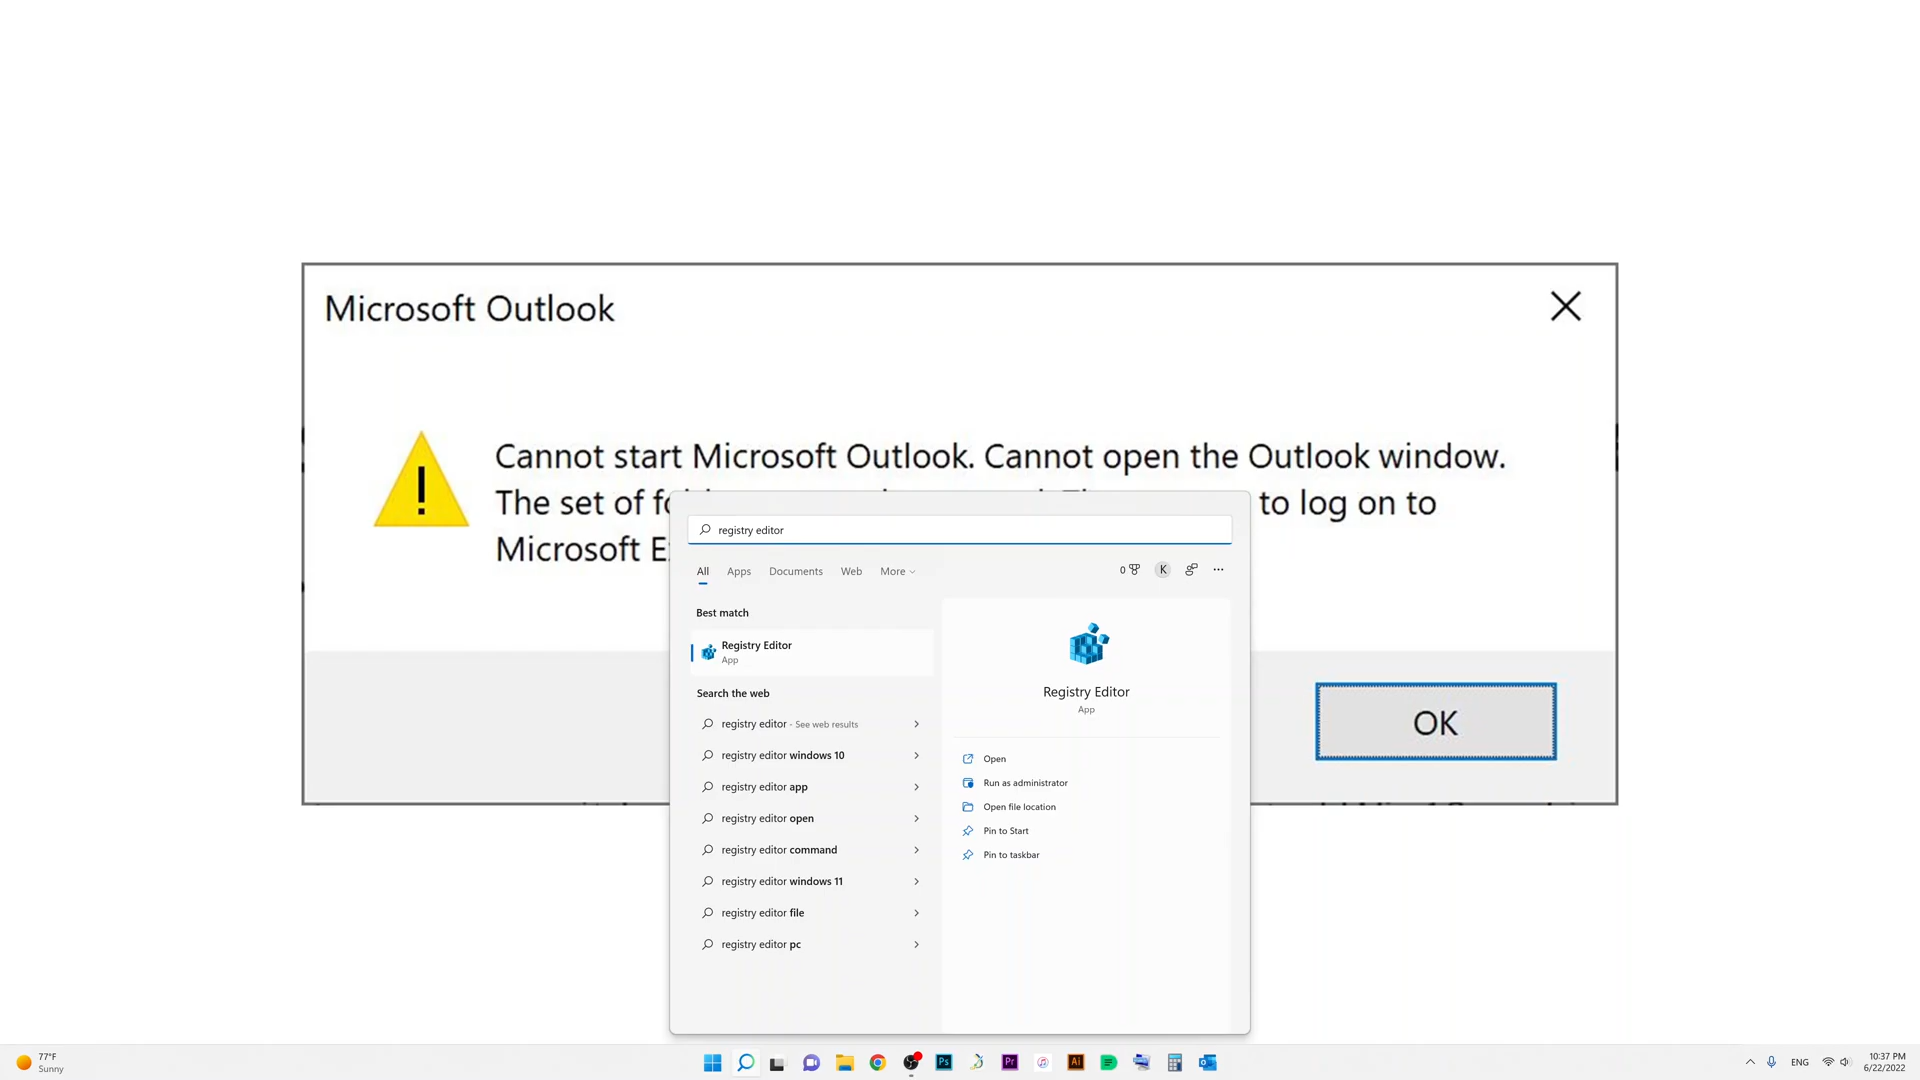 Microsoft Outlook
Cannot start Microsoft Outlook. Cannot open the Outlook window.
The set of to log on to
Microsoft
OK
registry editor
All Apps Documents Web More
0 K
Best match
Registry Editor
App
Search the web
registry editor - See web results
registry editor windows 10
registry editor app
registry editor open
registry editor command
registry editor windows 11
registry editor file
registry editor pc
Registry Editor
App
Open
Run as administrator
Open file location
Pin to Start
Pin to taskbar
77°F
Sunny
Ps
Pr
Ai
ENG
10:37 PM
6/22/2022